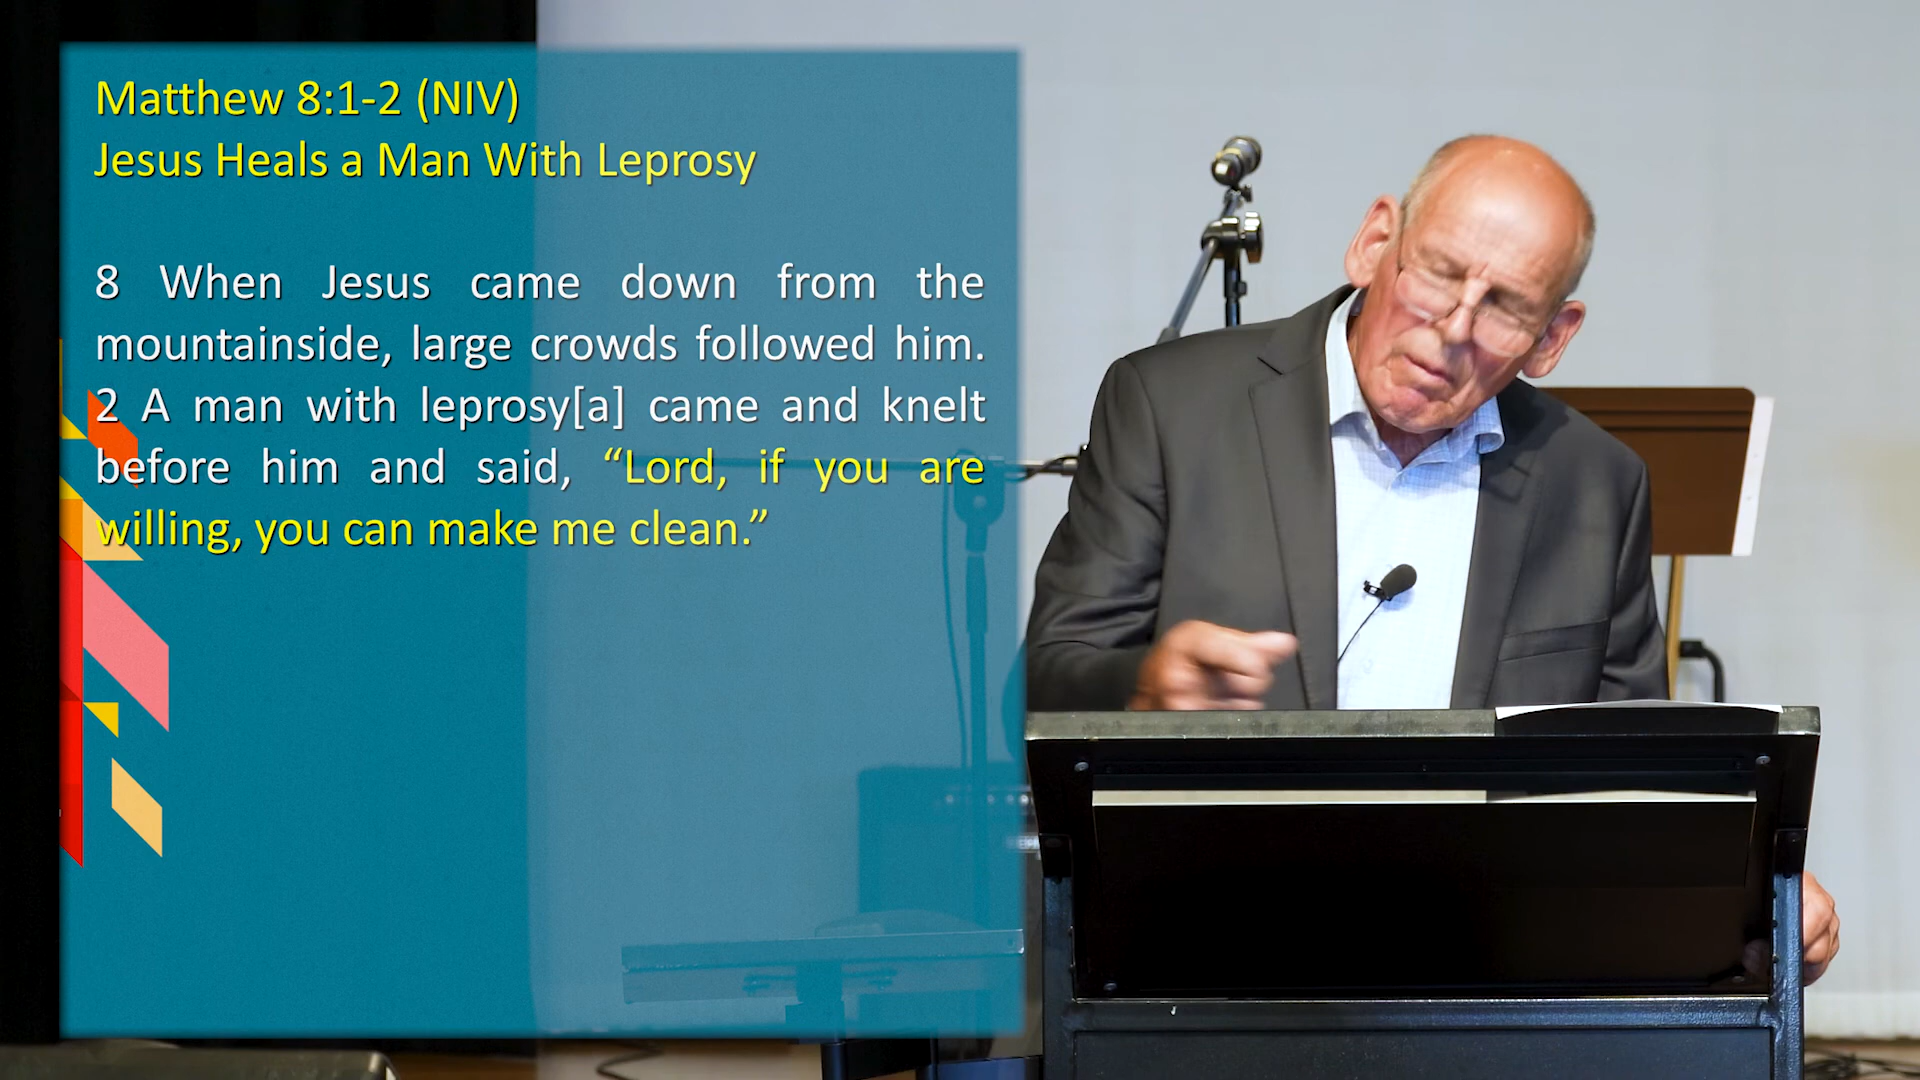 Matthew 8:1-2 (NIV)
Jesus Heals a Man With Leprosy
8 When Jesus came down from the
mountainside, large crowds followed him.
2 A man with leprosy[a] came and knelt
before him and said, “Lord, if you are
willing, you can make me clean.”